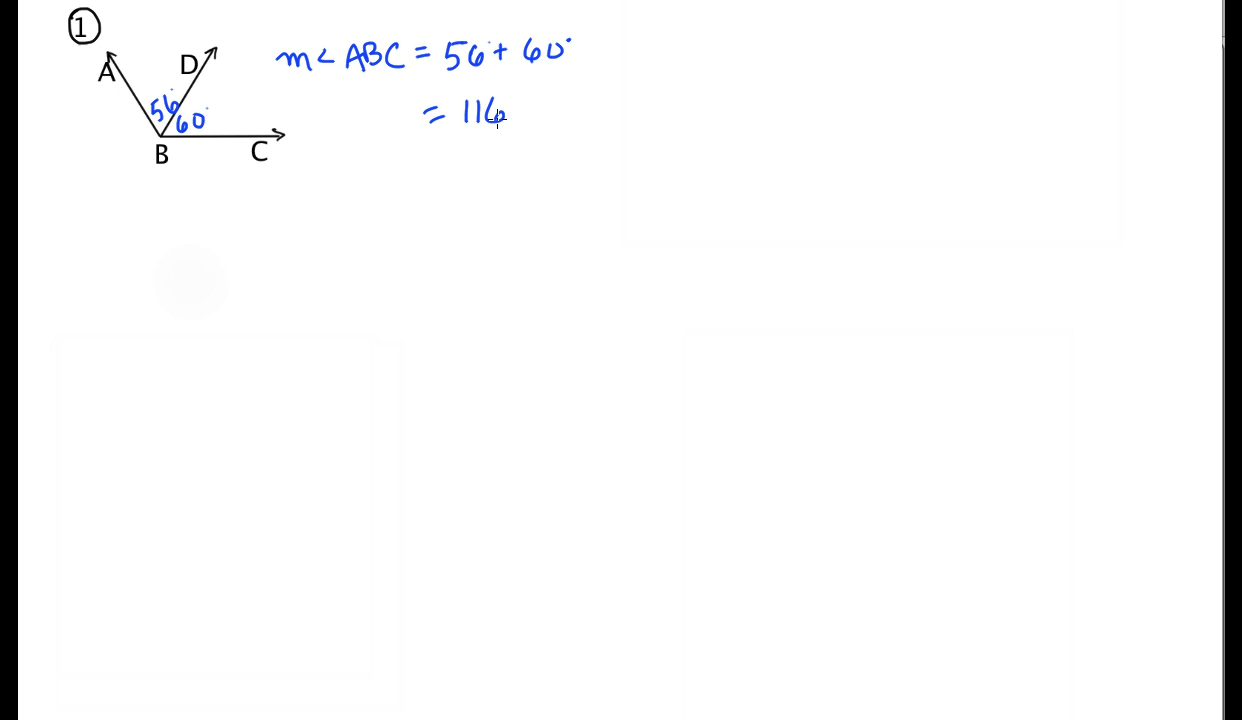 1
A
D
56°
60°
B
C
m< ABC = 56° + 60°
= 116